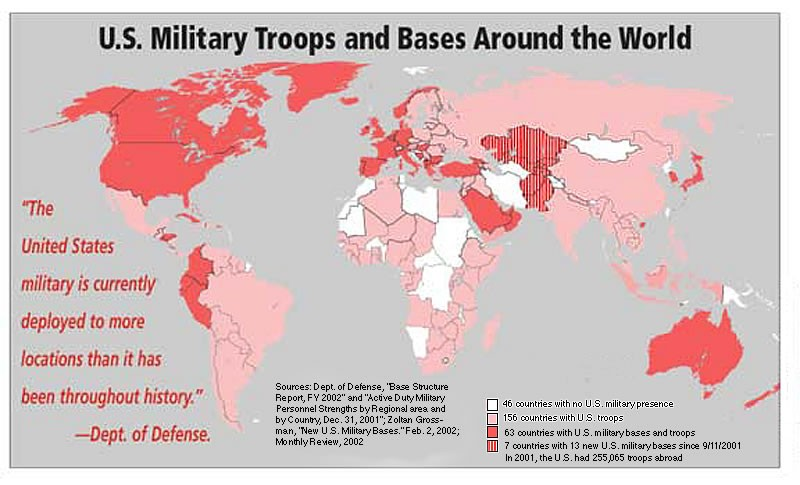 U.S. Military Troops and Bases Around the World
"The
United States
military is currently
deployed to more
locations than it has
been throughout history."
—Dept. of Defense.
Sources: Dept. of Defense, "Base Structure
Report, FY 2002" and "Active Duty Military
Personnel Strengths by Regional area and
by Country, Dec. 31, 2001"; Zoltan Gross-
man, "New U.S. Military Bases." Feb. 2, 2002;
Monthly Review, 2002
46 countries with no U.S. military presence
156 countries with U.S. troops
63 countries with U.S. military bases and troops
7 countries with 13 new U.S. military bases since 9/11/2001
In 2001, the U.S. had 255,065 troops abroad